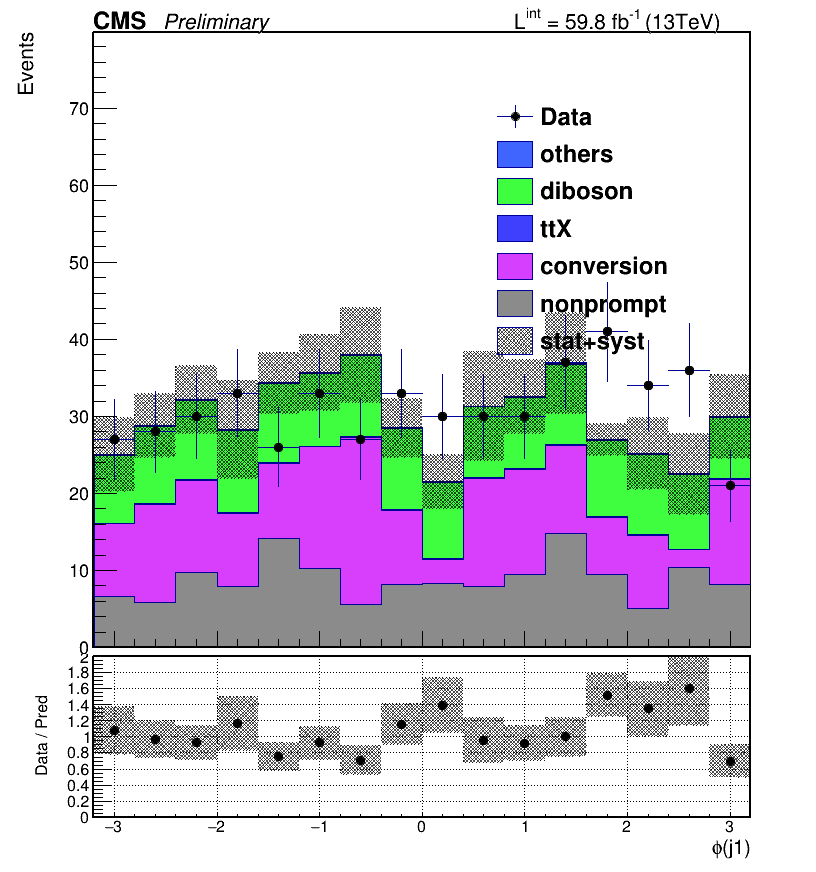 CMS Preliminary L^int = 59.8 fb^-1 (13TeV)
Events
70
60
50
40
30
20
10
0
Data
others
diboson
ttX
conversion
nonprompt
stat+syst
Data / Pred
2
1.8
1.6
1.4
1.2
1
0.8
0.6
0.4
0.2
0
−3 −2 −1 0 1 2 3
ϕ(j1)